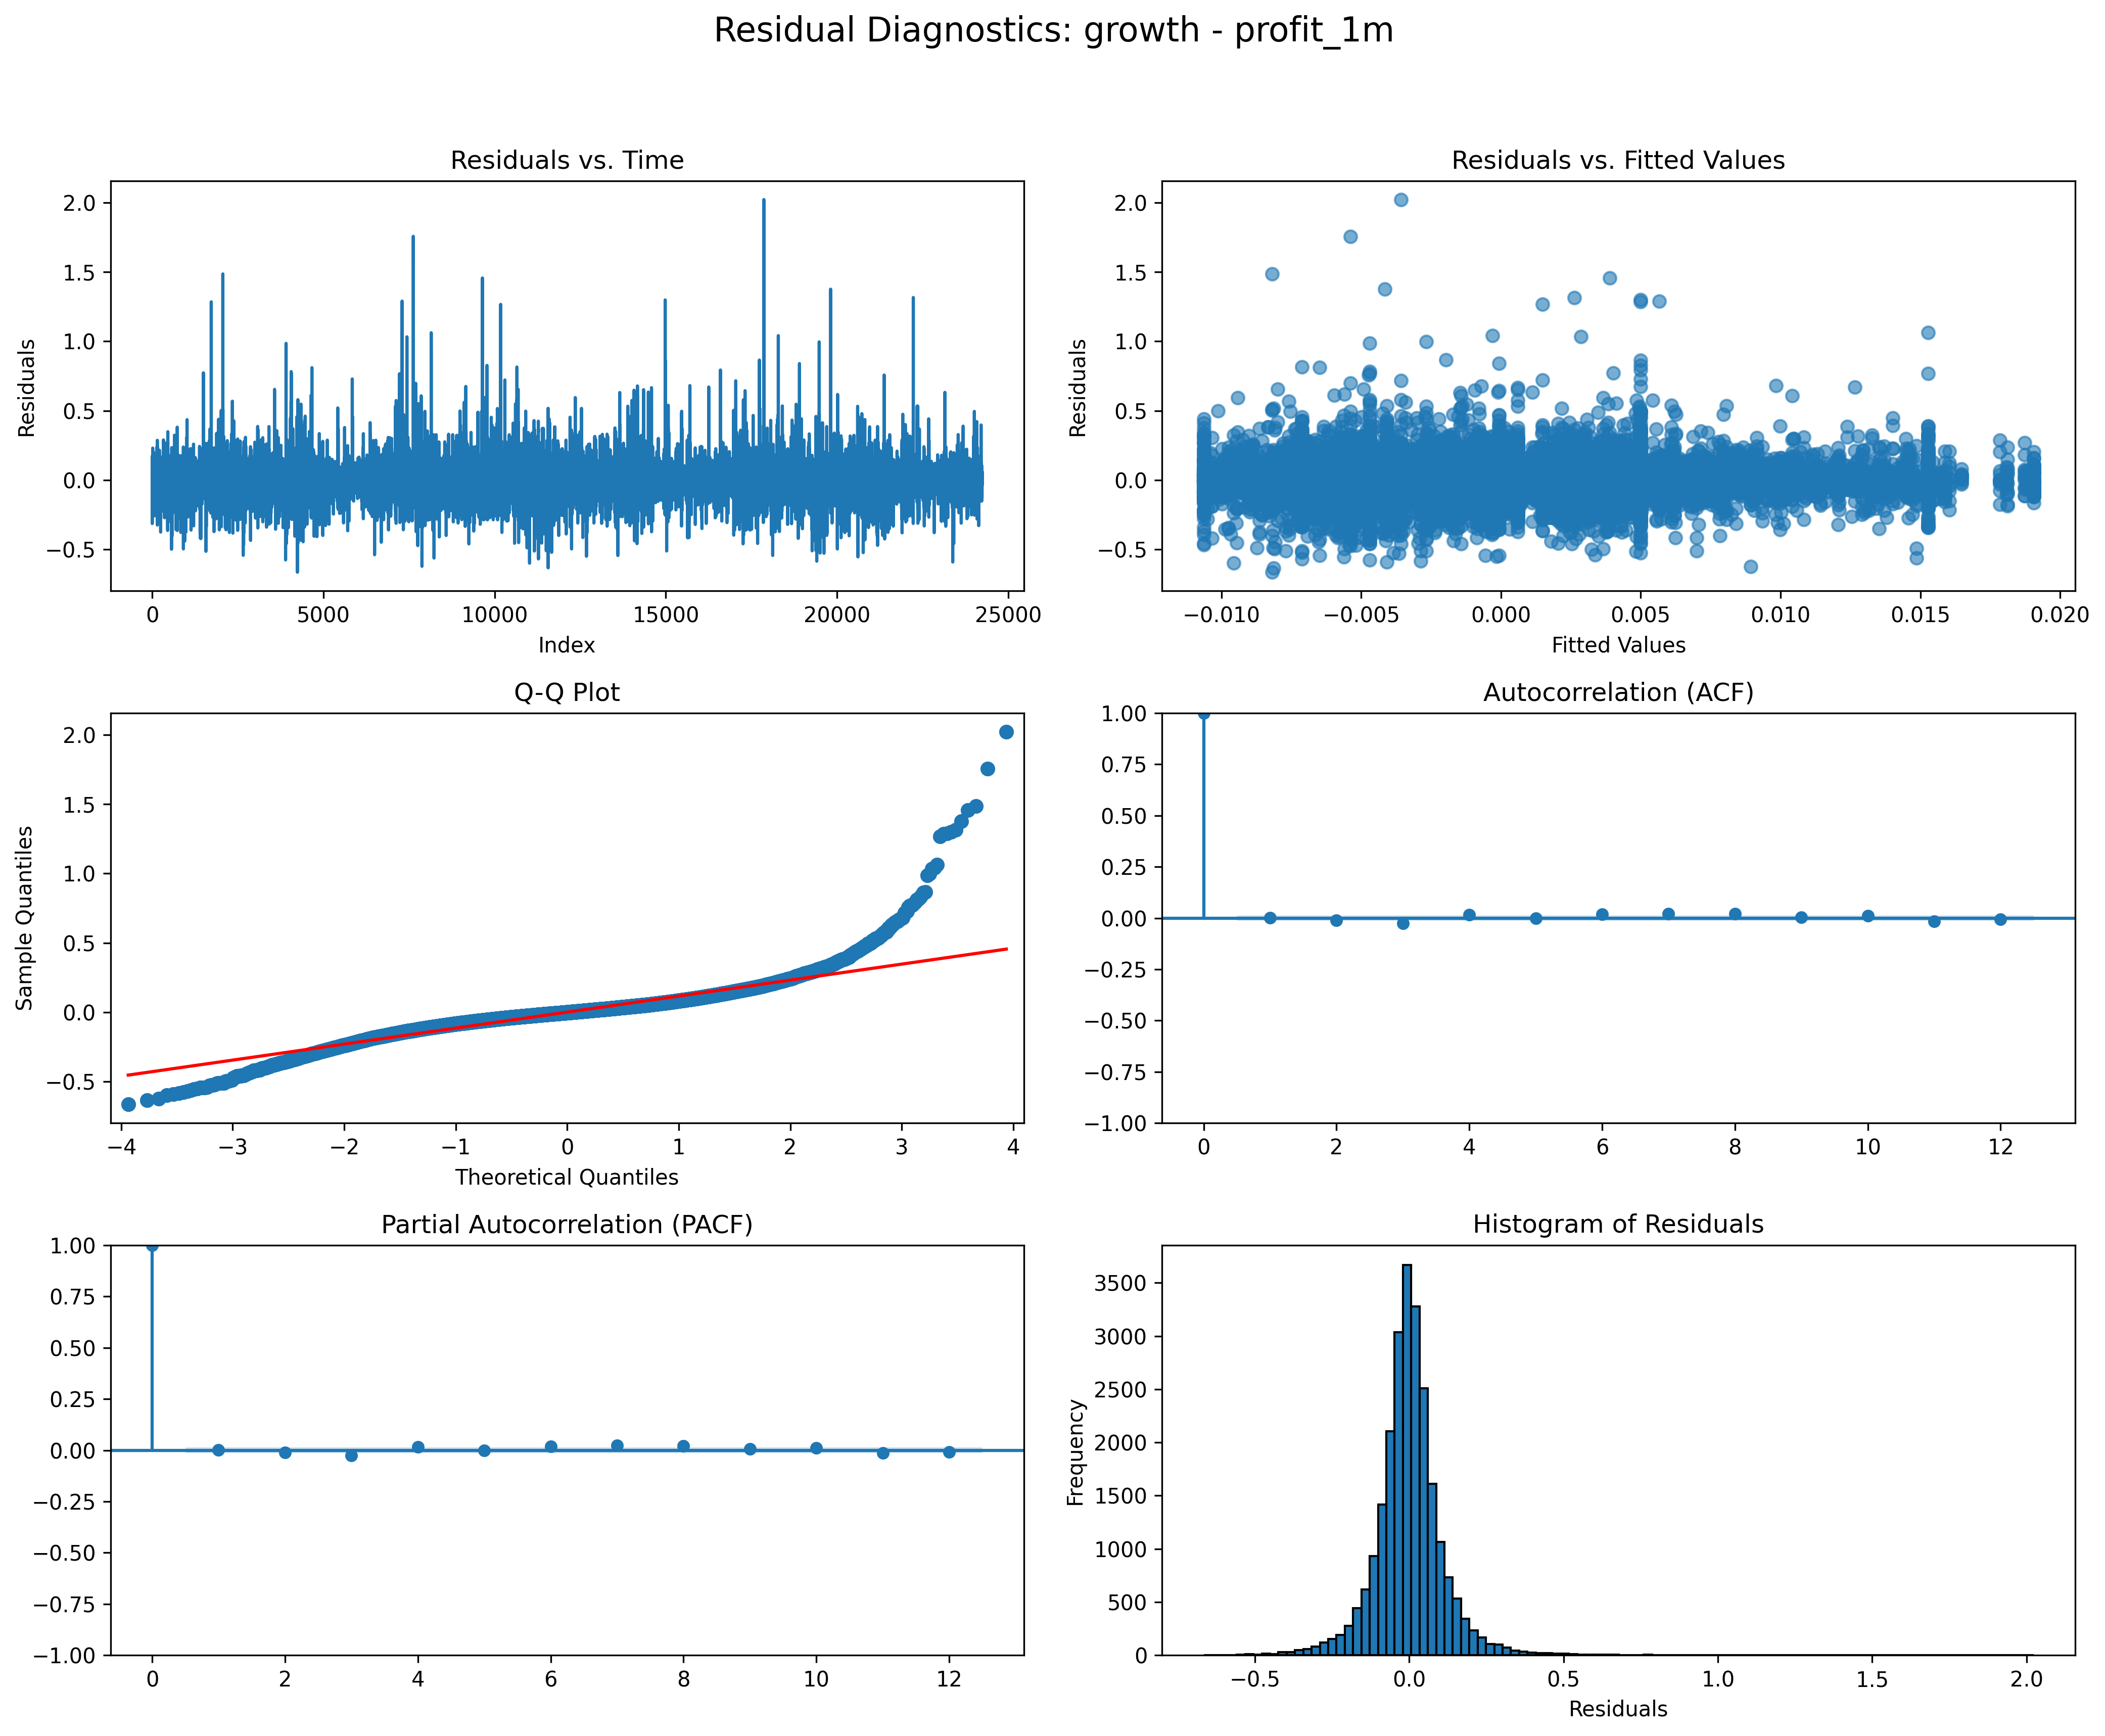 Residual Diagnostics: growth - profit_1m
Residuals vs. Time
Residuals
2.0
1.5
1.0
0.5
0.0
−0.5
0 5000 10000 15000 20000 25000
Index
Residuals vs. Fitted Values
Residuals
2.0
1.5
1.0
0.5
0.0
−0.5
−0.010 −0.005 0.000 0.005 0.010 0.015 0.020
Fitted Values
Q-Q Plot
Sample Quantiles
2.0
1.5
1.0
0.5
0.0
−0.5
−4 −3 −2 −1 0 1 2 3 4
Theoretical Quantiles
Autocorrelation (ACF)
1.00
0.75
0.50
0.25
0.00
−0.25
−0.50
−0.75
−1.00
0 2 4 6 8 10 12
Partial Autocorrelation (PACF)
1.00
0.75
0.50
0.25
0.00
−0.25
−0.50
−0.75
−1.00
0 2 4 6 8 10 12
Histogram of Residuals
Frequency
3500
3000
2500
2000
1500
1000
500
0
−0.5 0.0 0.5 1.0 1.5 2.0
Residuals